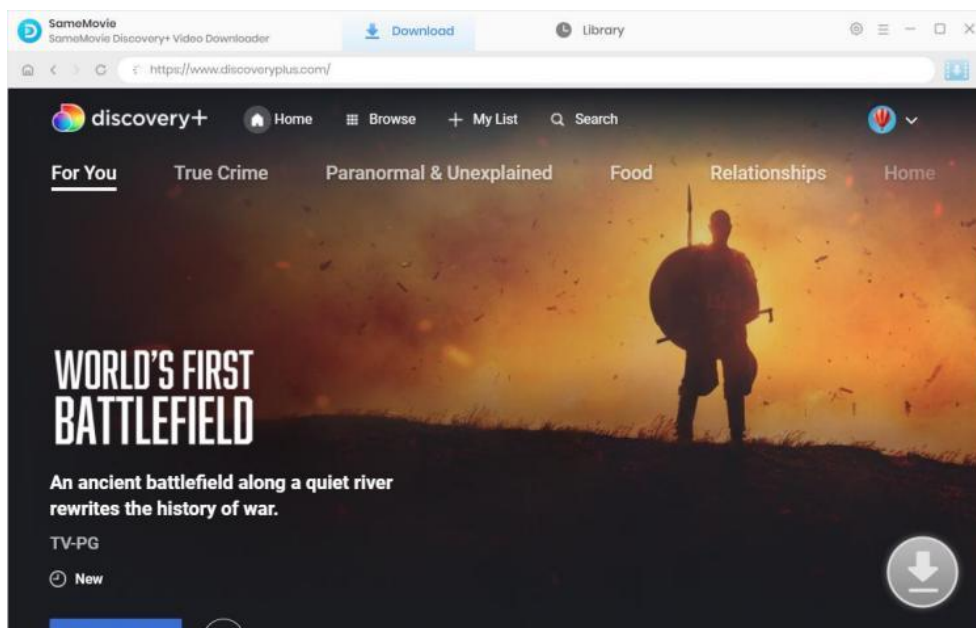 SameMovie
SameMovie Discovery+ Video Downloader
Download
Library
https://www.discoveryplus.com/
discovery+
Home
Browse
My List
Search
For You
True Crime
Paranormal & Unexplained
Food
Relationships
Home
WORLD'S FIRST
BATTLEFIELD
An ancient battlefield along a quiet river
rewrites the history of war.
TV-PG
New